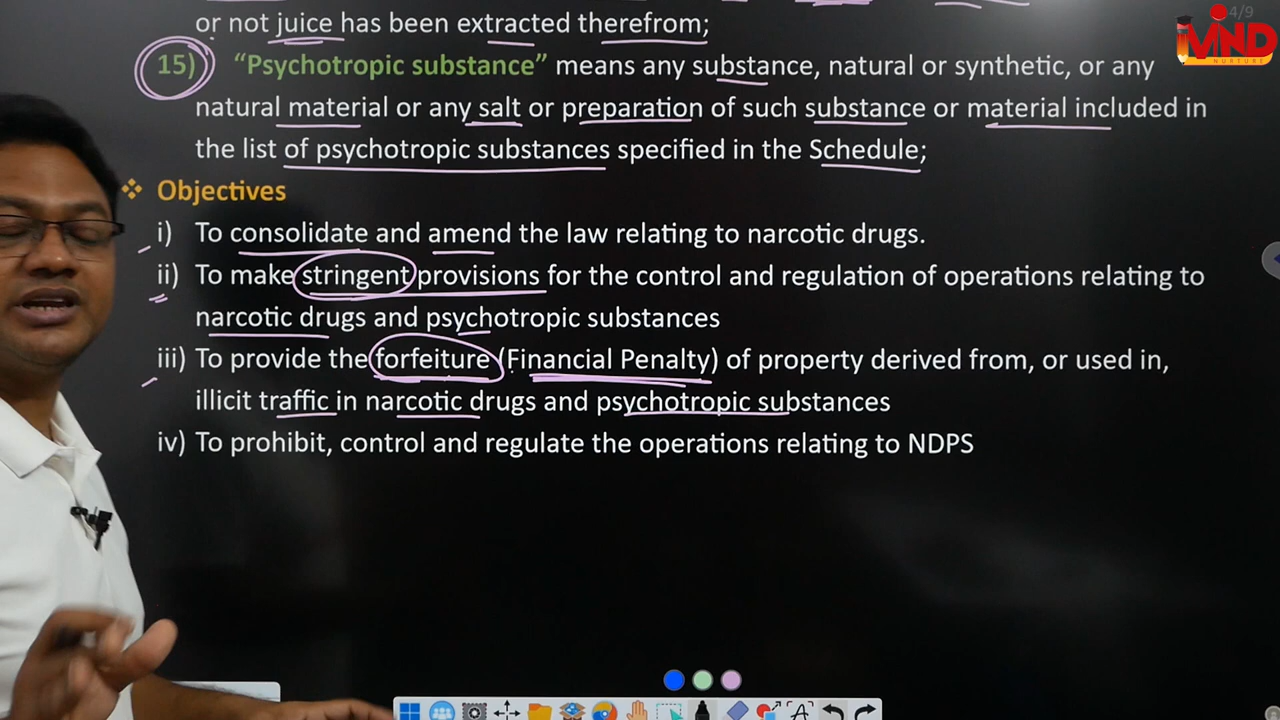 4/9
MIND
NURTURE
or not juice has been extracted therefrom;
15) “Psychotropic substance” means any substance, natural or synthetic, or any
natural material or any salt or preparation of such substance or material included in
the list of psychotropic substances specified in the Schedule;
❖ Objectives
i) To consolidate and amend the law relating to narcotic drugs.
ii) To make stringent provisions for the control and regulation of operations relating to
narcotic drugs and psychotropic substances
iii) To provide the forfeiture (Financial Penalty) of property derived from, or used in,
illicit traffic in narcotic drugs and psychotropic substances
iv) To prohibit, control and regulate the operations relating to NDPS